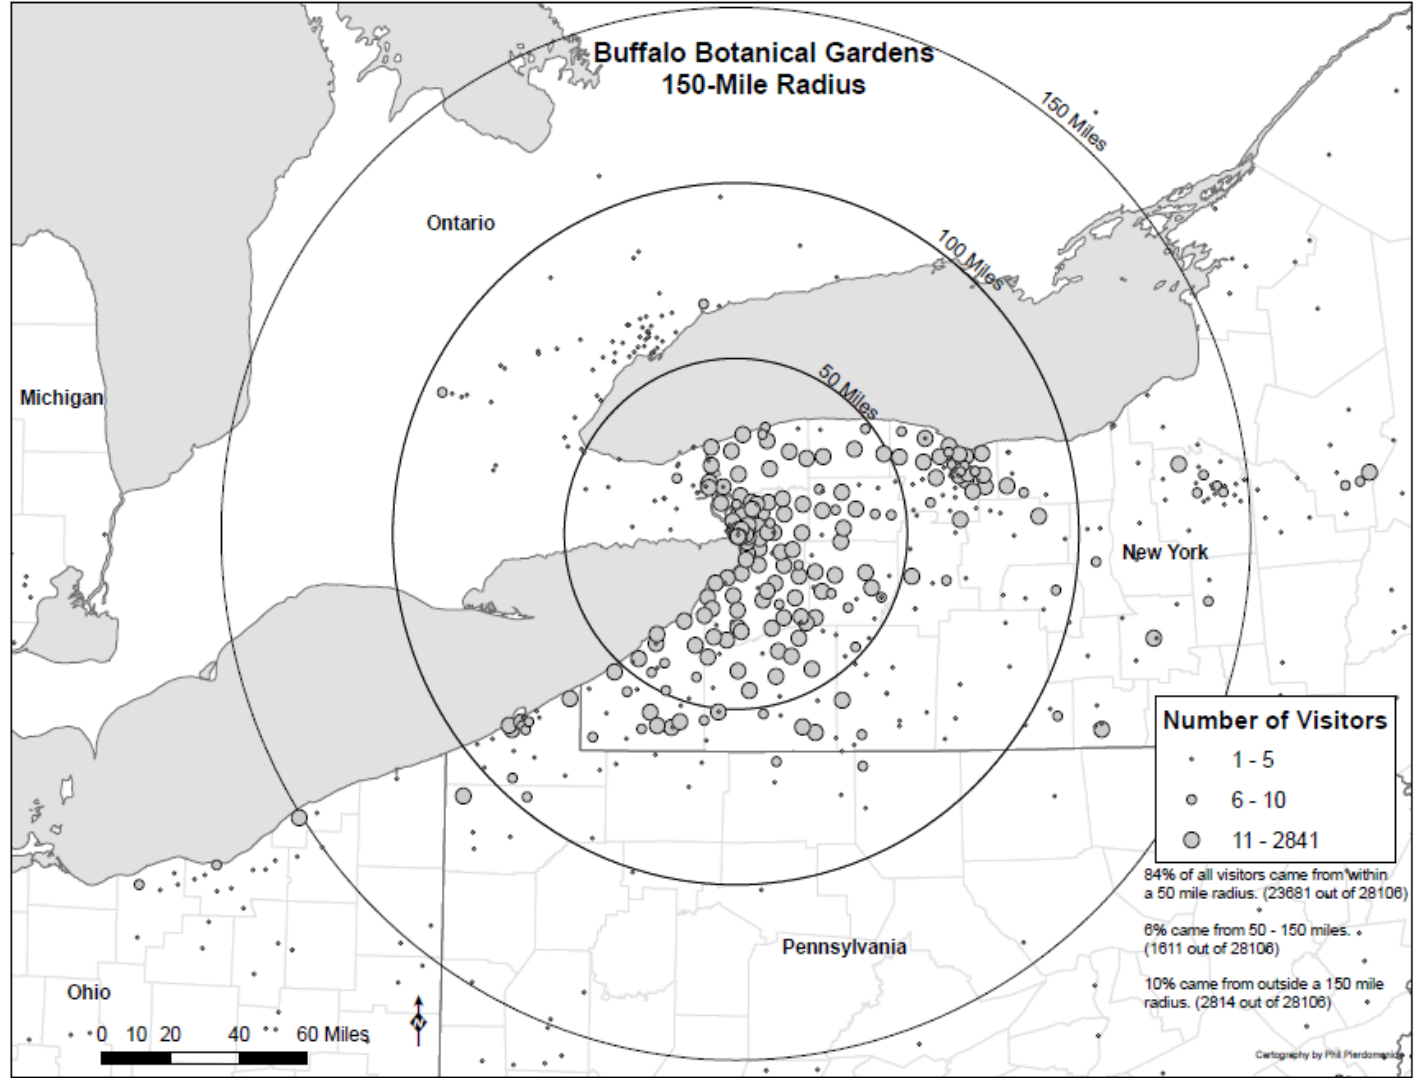 Buffalo Botanical Gardens
150-Mile Radius
150 Miles
Ontario
100 Miles
50 Miles
Michigan
New York
Number of Visitors
1 - 5
6 - 10
11 - 2841
84% of all visitors came from within
a 50 mile radius. (23681 out of 28106)
6% came from 50 - 150 miles.
(1611 out of 28106)
10% came from outside a 150 mile
radius. (2814 out of 28106)
Pennsylvania
Ohio
N
0 10 20 40 60 Miles
Cartography by Phil Pierdomenico